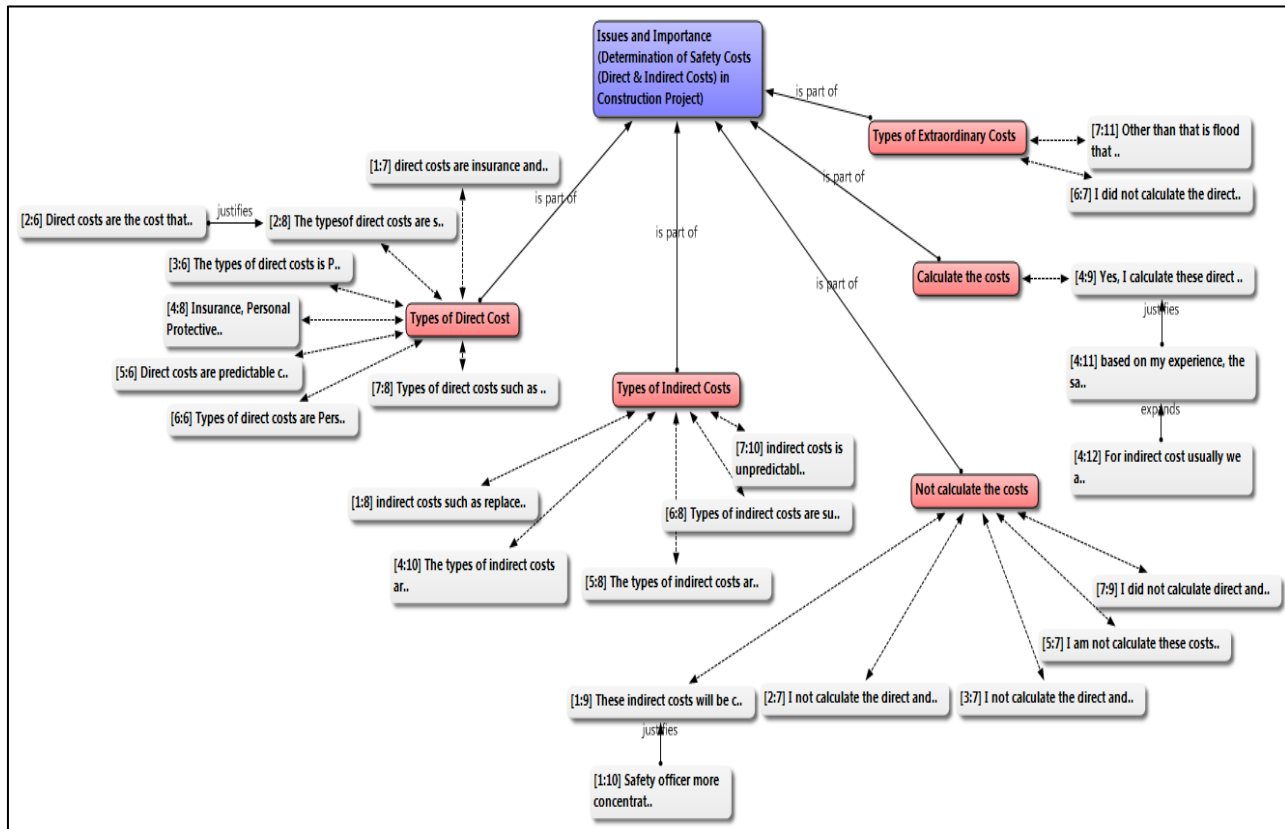 Issues and Importance
(Determination of Safety Costs
(Direct & Indirect Costs) in
Construction Project)
is part of
Types of Extraordinary Costs
[7:11] Other than that is flood
that ..
[6:7] I did not calculate the direct..
[1:7] direct costs are insurance and..
is part of
is part of
[2:6] Direct costs are the cost that..
justifies
[2:8] The typesof direct costs are s..
is part of
[3:6] The types of direct costs is P..
Calculate the costs
[4:9] Yes, I calculate these direct ..
[4:8] Insurance, Personal
Protective..
Types of Direct Cost
is part of
justifies
[5:6] Direct costs are predictable c..
[4:11] based on my experience, the
sa..
[7:8] Types of direct costs such as ..
Types of Indirect Costs
[6:6] Types of direct costs are Pers..
expands
[7:10] indirect costs is
unpredictabl..
[4:12] For indirect cost usually we
a..
Not calculate the costs
[1:8] indirect costs such as replace..
[6:8] Types of indirect costs are su..
[4:10] The types of indirect costs
ar..
[5:8] The types of indirect costs ar..
[7:9] I did not calculate direct and..
[5:7] I am not calculate these costs..
[1:9] These indirect costs will be c..
[2:7] I not calculate the direct and..
[3:7] I not calculate the direct and..
justifies
[1:10] Safety officer more
concentrat..